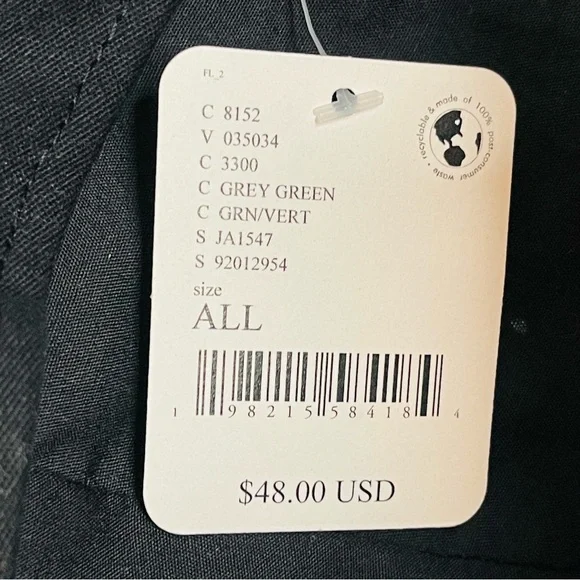 FL_2
C 8152
V 035034
C 3300
C GREY GREEN
C GRN/VERT
S JA1547
S 92012954
size
ALL
1 98215 58418 4
$48.00 USD
recyclable & made of 100% post-consumer waste •